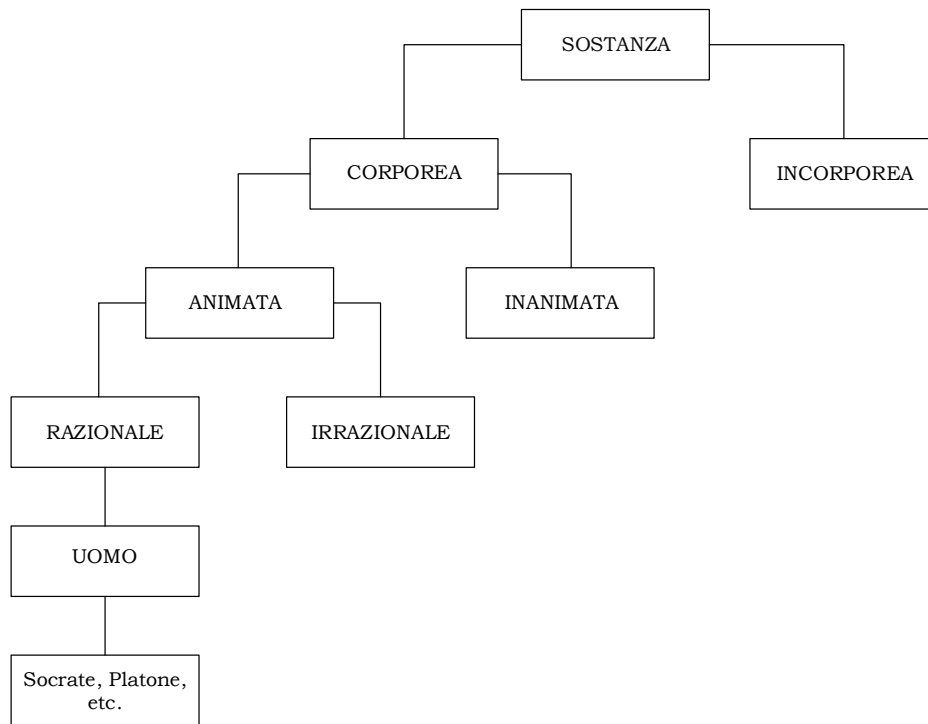 SOSTANZA
CORPOREA
INCORPOREA
ANIMATA
INANIMATA
RAZIONALE
IRRAZIONALE
UOMO
Socrate, Platone,
etc.